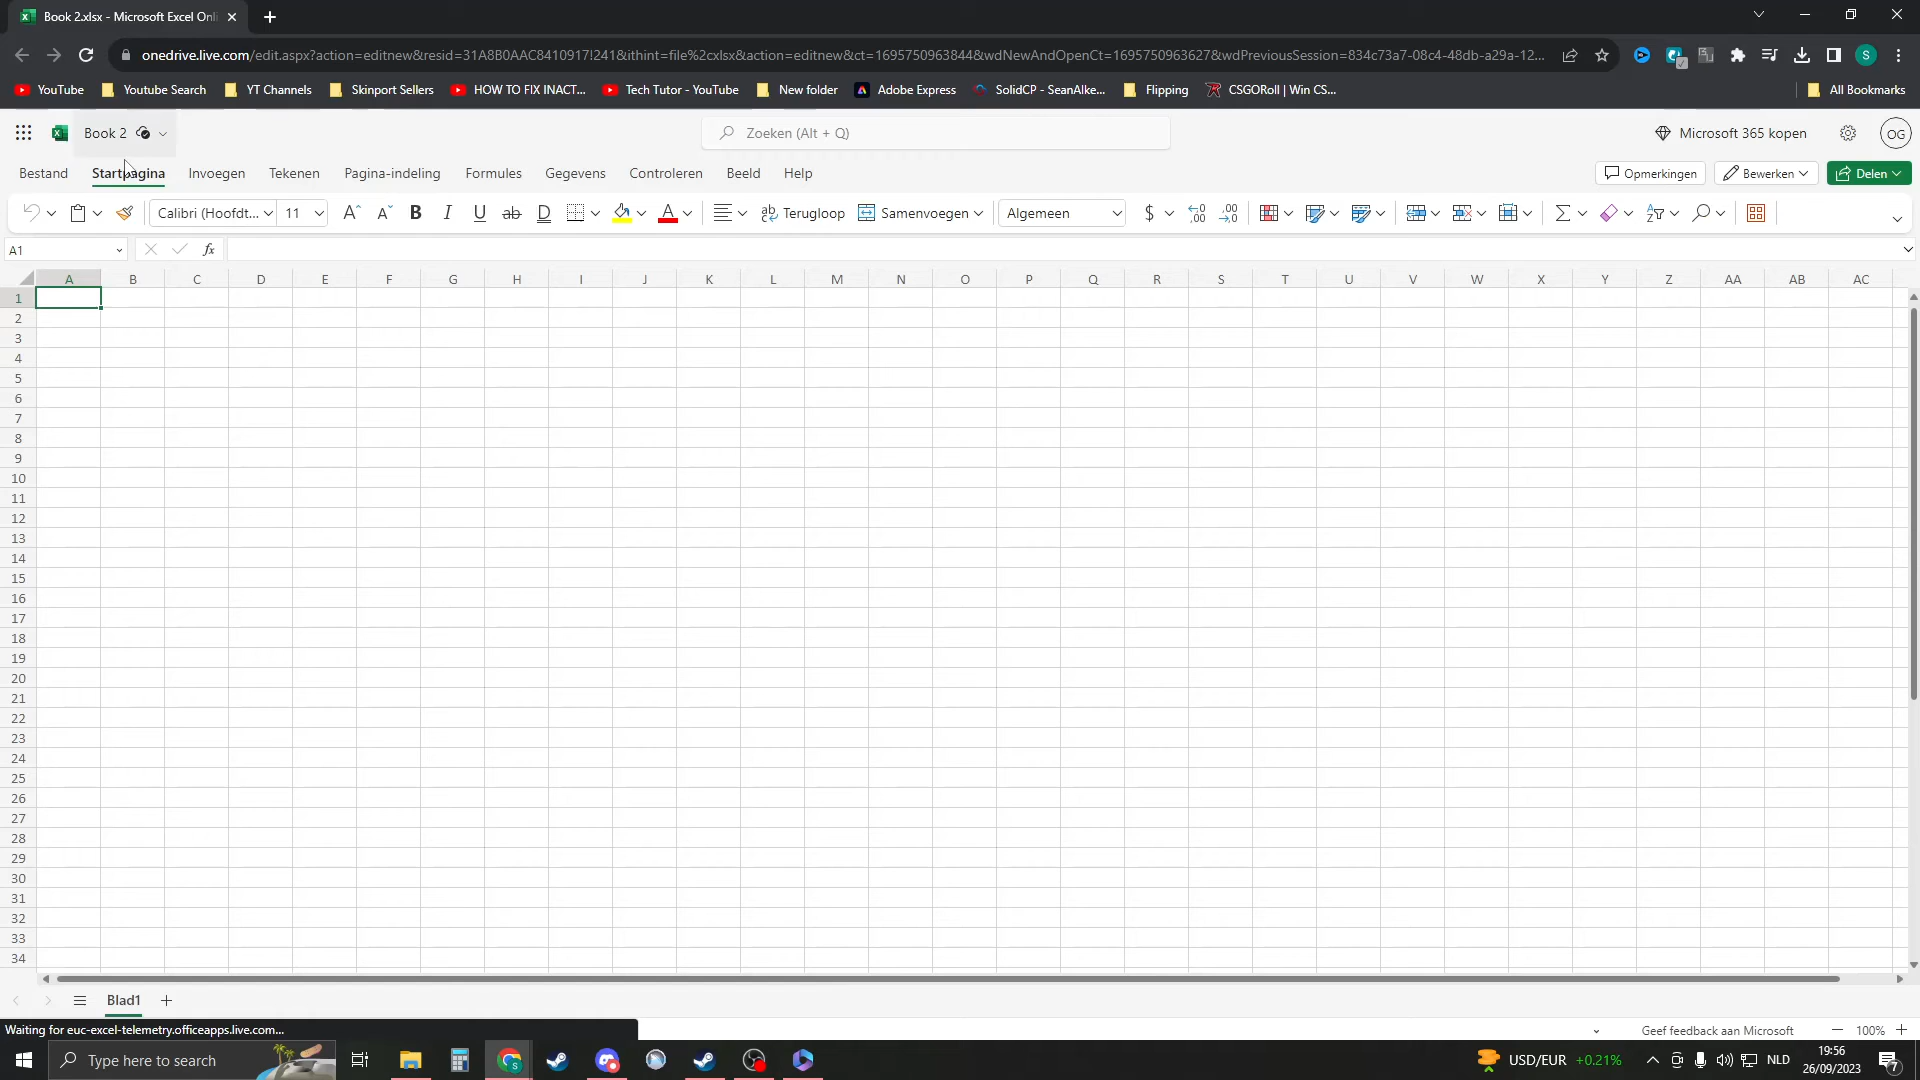 Book 2.xlsx - Microsoft Excel Onli
onedrive.live.com/edit.aspx?action=editnew&resid=31A8B0AAC8410917!241&ithint=file%2cxlsx&action=editnew&ct=1695750963844&wdNewAndOpenCt=1695750963627&wdPreviousSession=834c73a7-08c4-48db-a29a-12...
S
YouTube Youtube Search YT Channels Skinport Sellers HOW TO FIX INACT... Tech Tutor - YouTube New folder Adobe Express SolidCP - SeanAlke... Flipping CSGORoll | Win CS... All Bookmarks
Book 2 Zoeken (Alt + Q) Microsoft 365 kopen OG
Bestand Startpagina Invoegen Tekenen Pagina-indeling Formules Gegevens Controleren Beeld Help Opmerkingen Bewerken Delen
Calibri (Hoofdt... 11 A A B I U ab D A ab Terugloop Samenvoegen Algemeen $ ,00 ,00
A1 fx
A B C D E F G H I J K L M N O P Q R S T U V W X Y Z AA AB AC
1
2
3
4
5
6
7
8
9
10
11
12
13
14
15
16
17
18
19
20
21
22
23
24
25
26
27
28
29
30
31
32
33
34
Blad1
Waiting for euc-excel-telemetry.officeapps.live.com... Geef feedback aan Microsoft 100%
Type here to search USD/EUR +0.21% NLD 19:56
26/09/2023 7